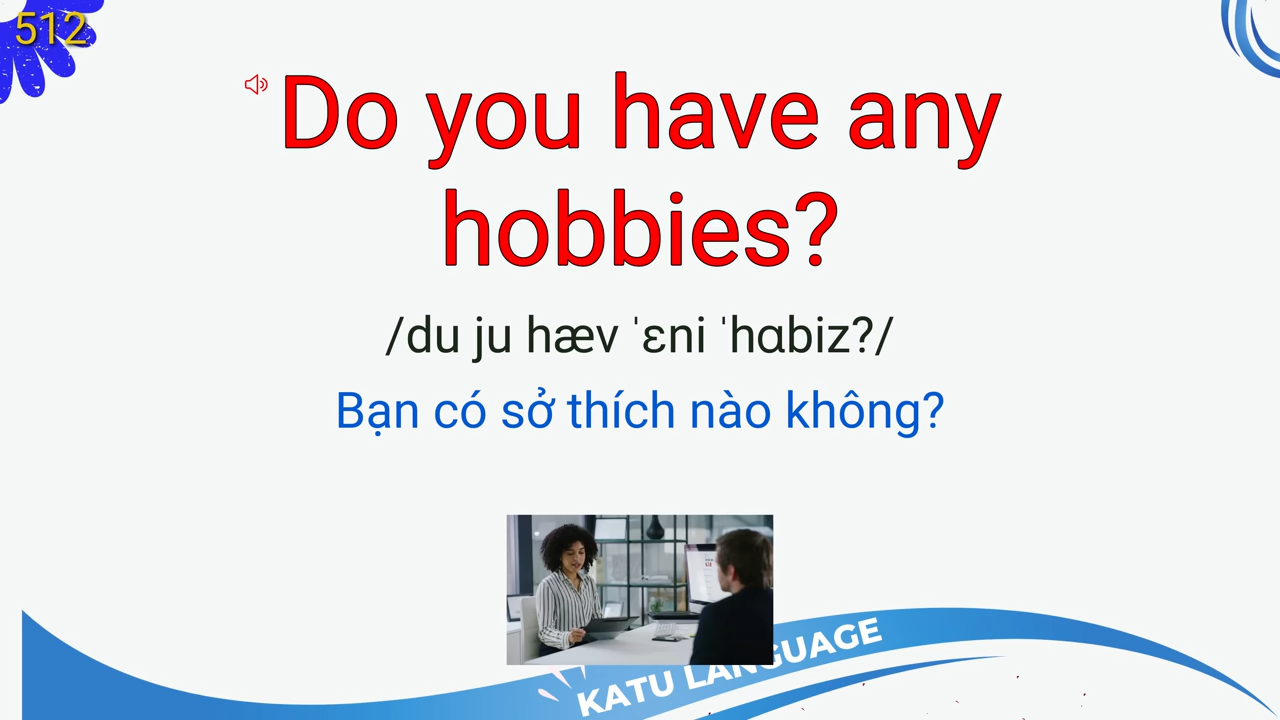 512
Do you have any
hobbies?
/du ju hæv ˈɛni ˈhɑbiz?/
Bạn có sở thích nào không?
KATU LANGUAGE